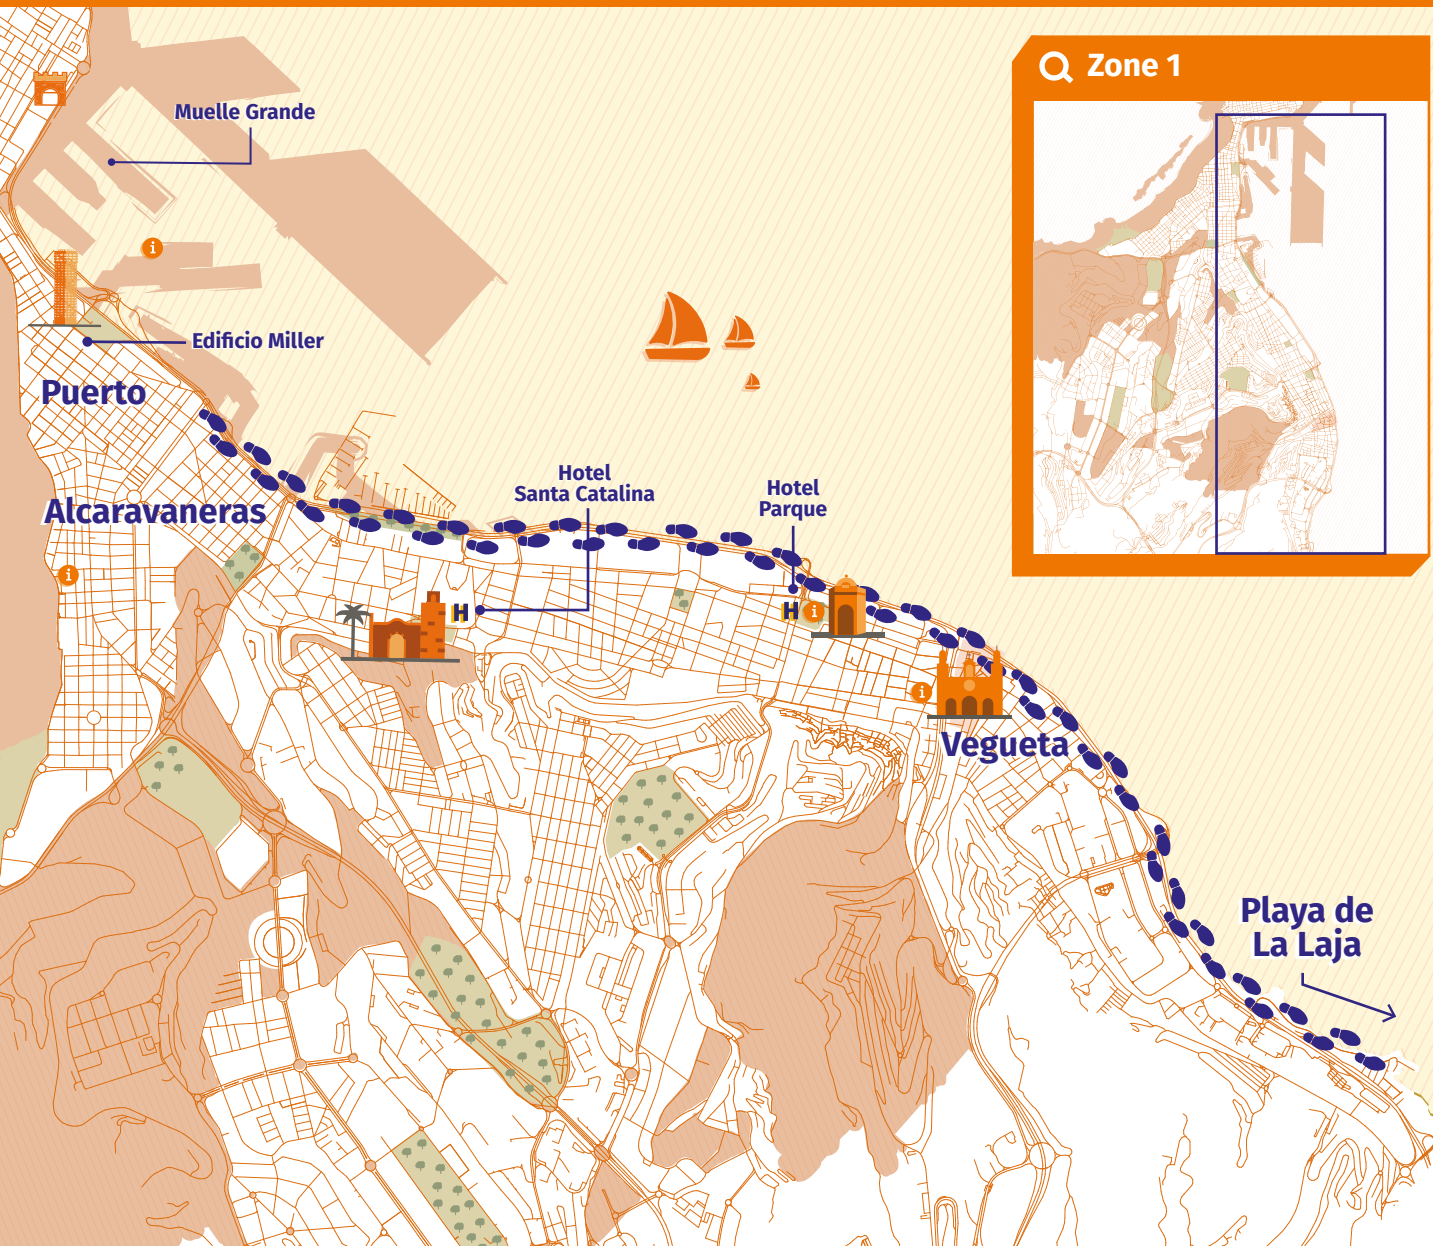 Zone 1
Muelle Grande
i
Edificio Miller
Puerto
Alcaravaneras
Hotel
Santa Catalina
Hotel
Parque
i
H
H
i
i
Vegueta
Playa de
La Laja